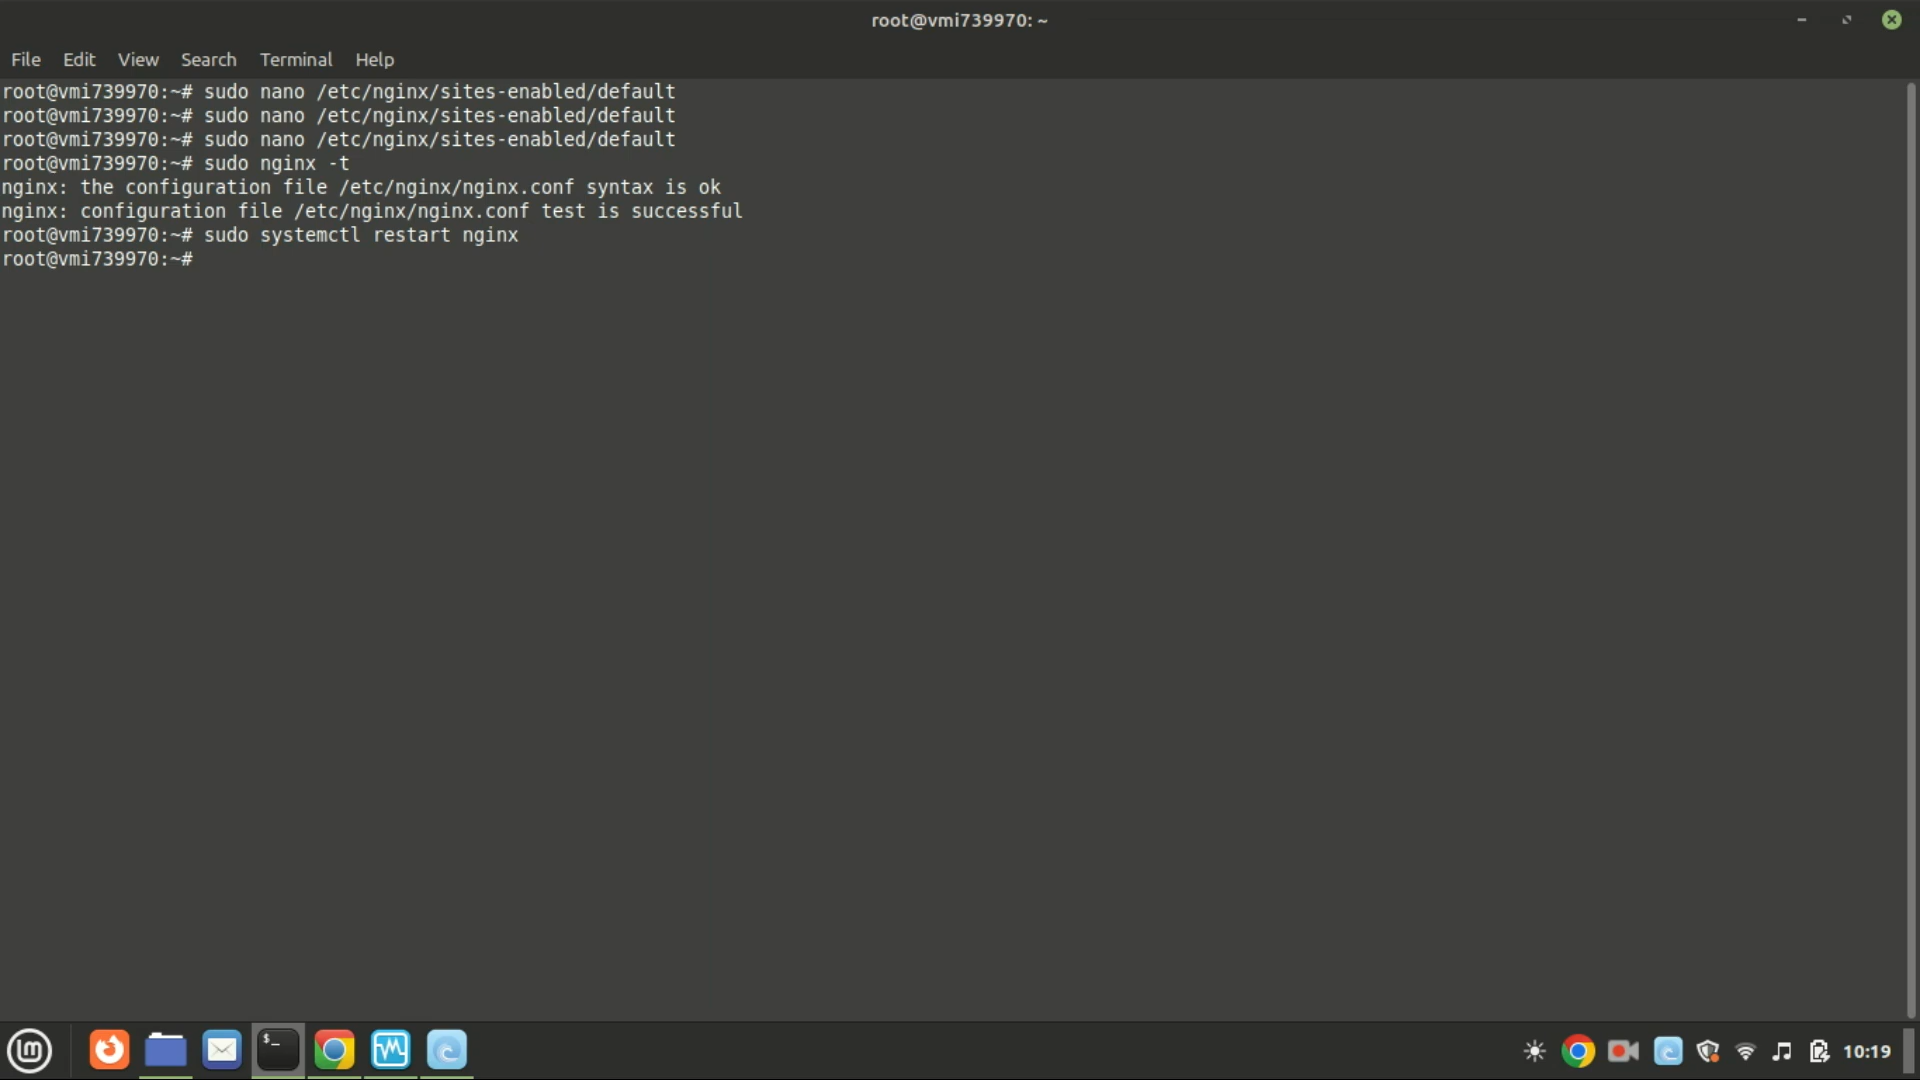 root@vmi739970: ~
File Edit View Search Terminal Help
root@vmi739970:~# sudo nano /etc/nginx/sites-enabled/default
root@vmi739970:~# sudo nano /etc/nginx/sites-enabled/default
root@vmi739970:~# sudo nano /etc/nginx/sites-enabled/default
root@vmi739970:~# sudo nginx -t
nginx: the configuration file /etc/nginx/nginx.conf syntax is ok
nginx: configuration file /etc/nginx/nginx.conf test is successful
root@vmi739970:~# sudo systemctl restart nginx
root@vmi739970:~#
$_
10:19